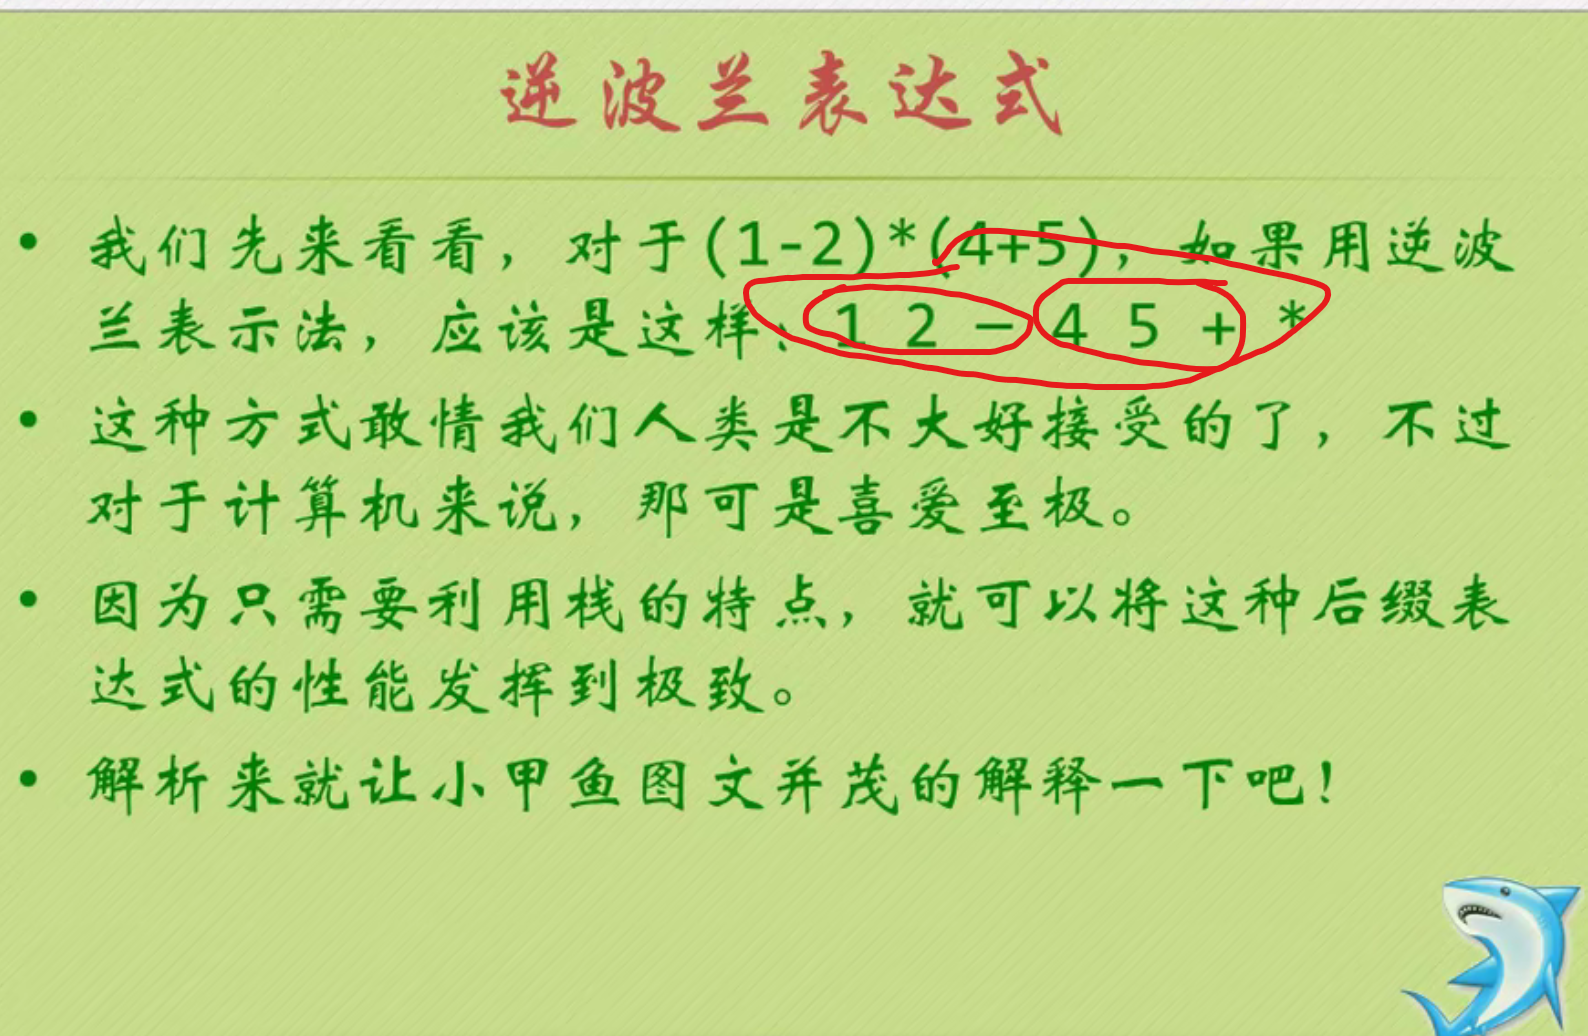 逆波兰表达式
• 我们先来看看，对于(1-2)*(4+5)，如果用逆波
兰表示法，应该是这样：1 2 - 4 5 + *
• 这种方式敢情我们人类是不大好接受的了，不过
对于计算机来说，那可是喜爱至极。
• 因为只需要利用栈的特点，就可以将这种后缀表
达式的性能发挥到极致。
• 解析来就让小甲鱼图文并茂的解释一下吧！